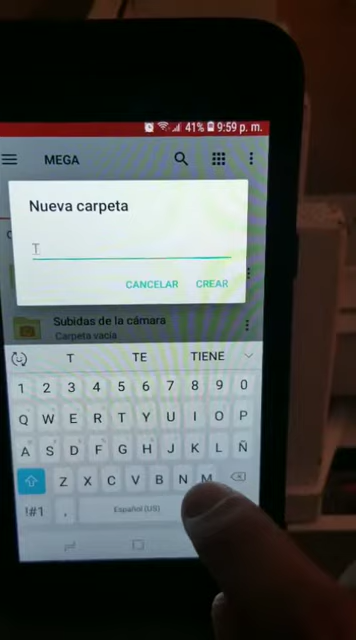 41% 9:59 p. m.
MEGA
Nueva carpeta
T
CANCELAR CREAR
Subidas de la cámara
Carpeta vacía
T TE TIENE
1 2 3 4 5 6 7 8 9 0
Q W E R T Y U I O P
A S D F G H J K L Ñ
Z X C V B N M
!#1 , Español (US)